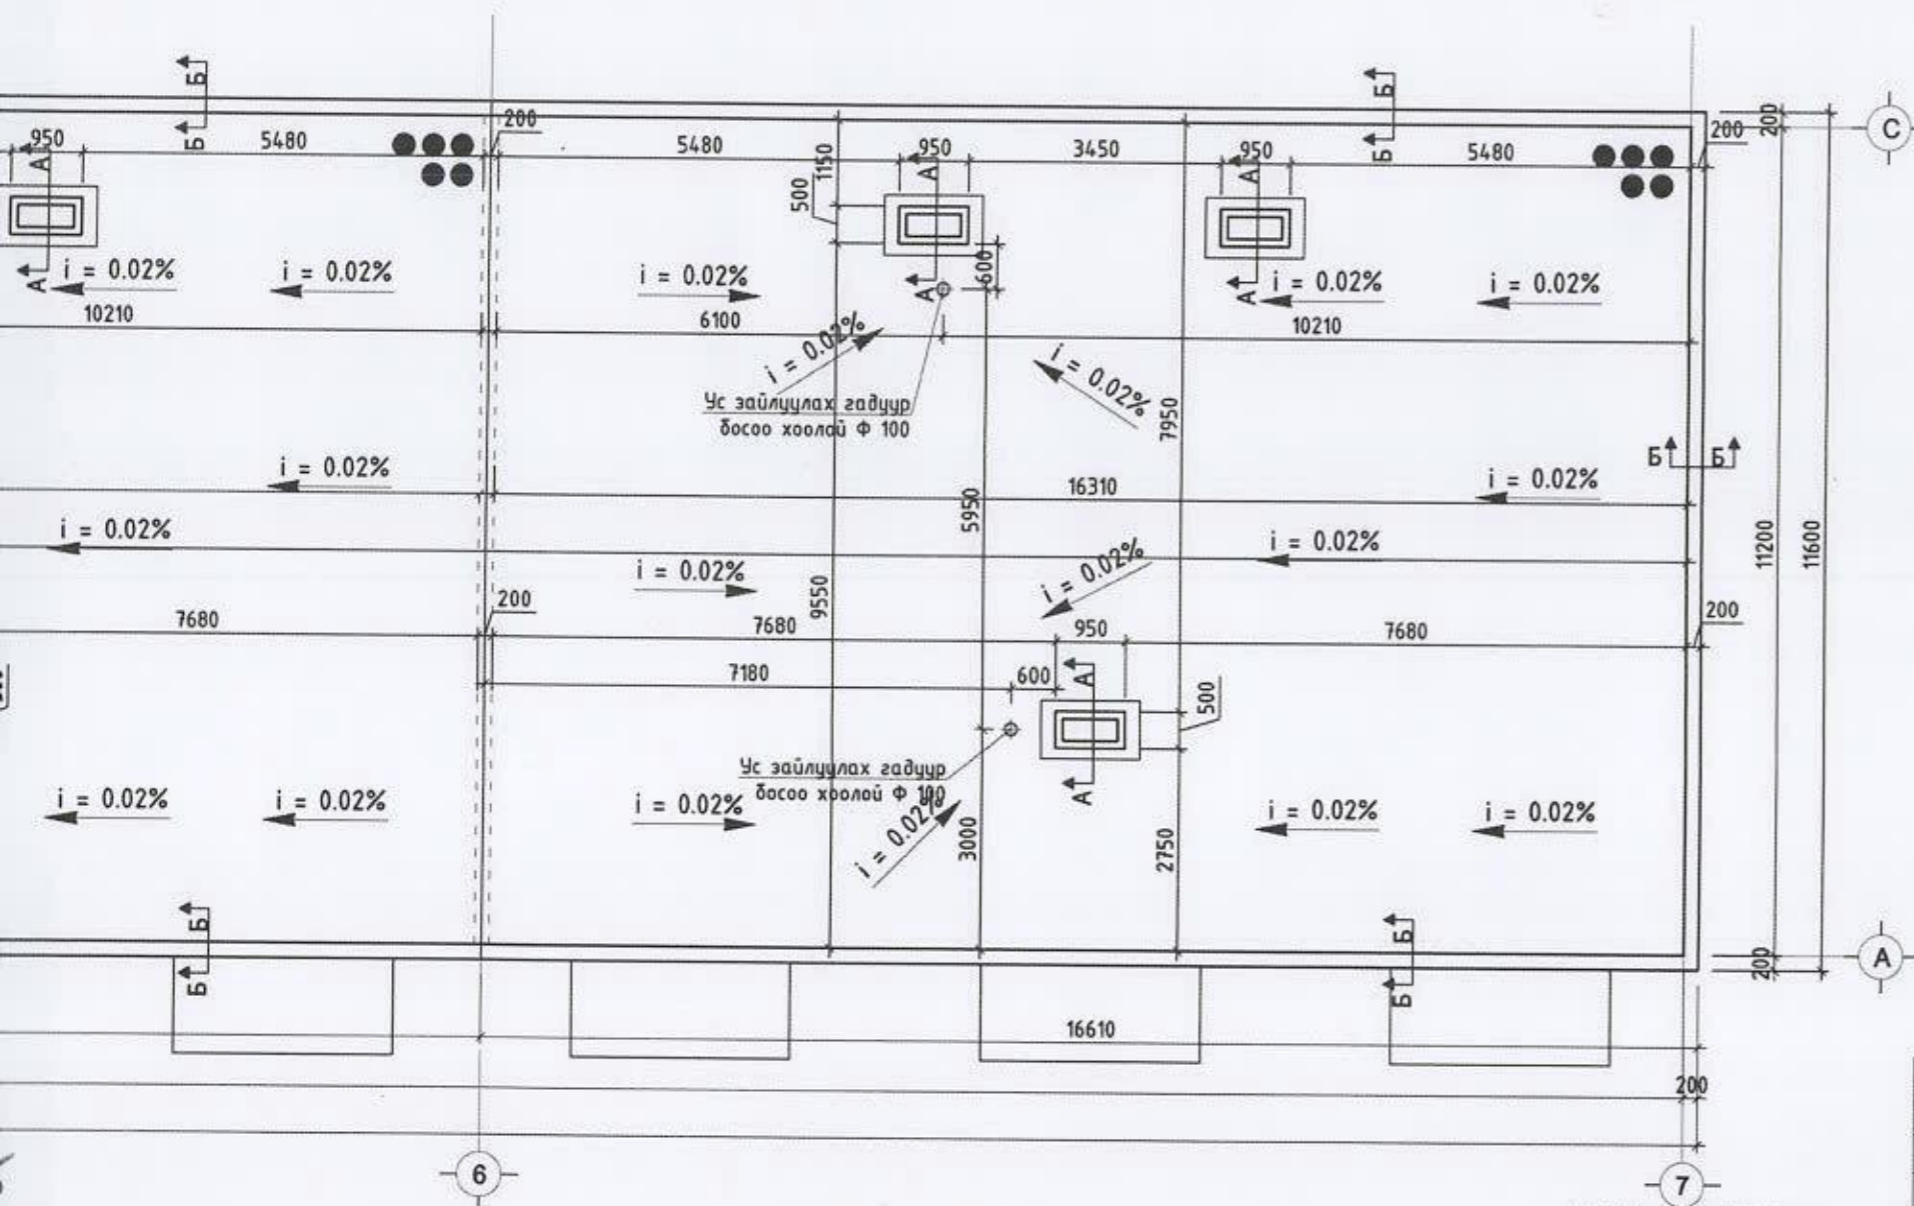 Б
Б
Б
Б
C
950
5480
200
5480
950
3450
950
5480
200
200
А
А
А
1150
500
600
i = 0.02%
i = 0.02%
i = 0.02%
i = 0.02%
i = 0.02%
А
А
А
10210
6100
10210
i = 0.02%
i = 0.02%
Ус зайлуулах гадуур
босоо хоолой Ф 100
7950
i = 0.02%
16310
i = 0.02%
Б
Б
5950
i = 0.02%
i = 0.02%
11200
11600
i = 0.02%
i = 0.02%
9550
200
200
7680
7680
950
7680
7180
600
А
500
Ус зайлуулах гадуур
босоо хоолой Ф 100
А
i = 0.02%
i = 0.02%
i = 0.02%
i = 0.02%
i = 0.02%
i = 0.02%
3000
2750
Б
Б
Б
Б
200
A
16610
200
6
7